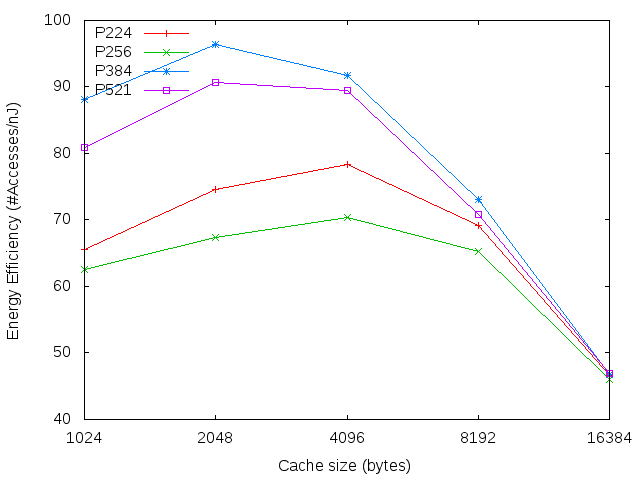 100
90
80
70
60
50
40
Energy Efficiency (#Accesses/nJ)
P224
P256
P384
P521
1024 2048 4096 8192 16384
Cache size (bytes)